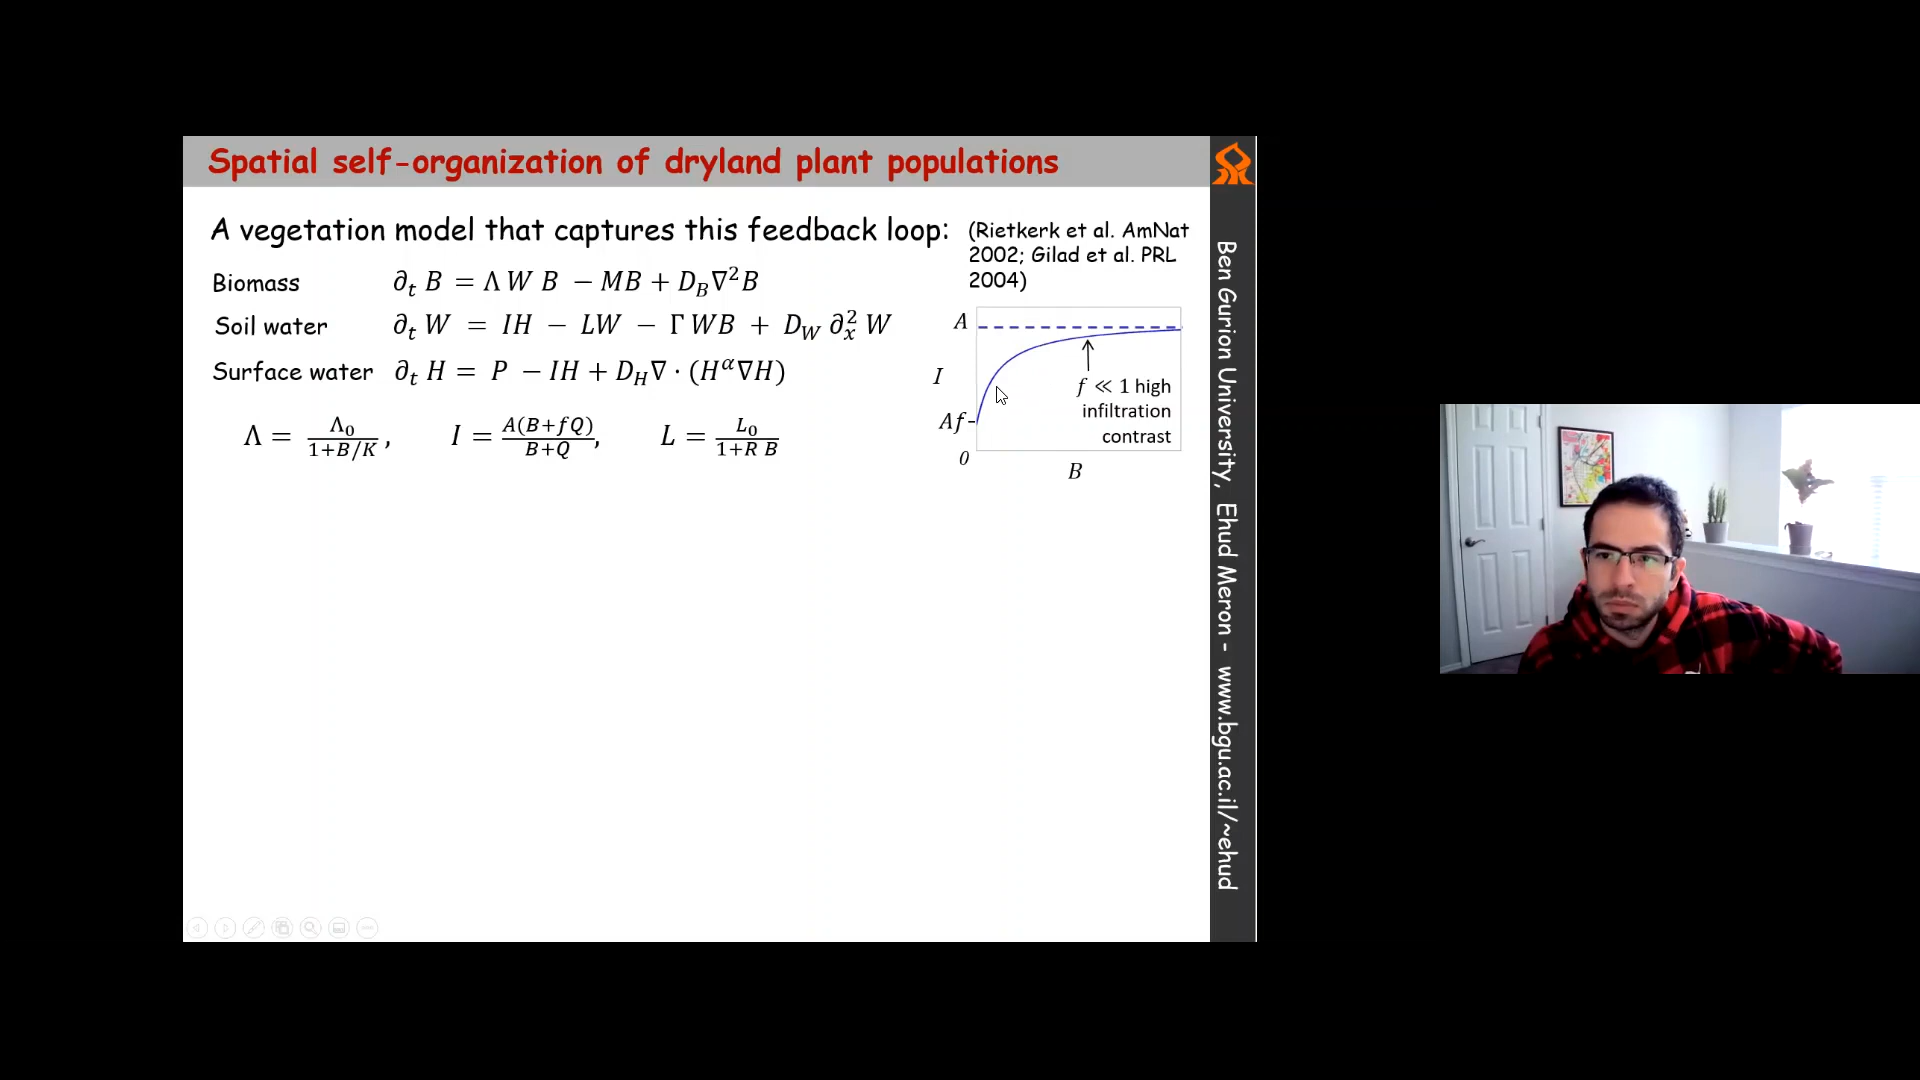 Spatial self-organization of dryland plant populations
A vegetation model that captures this feedback loop:
(Rietkerk et al. AmNat
2002; Gilad et al. PRL
2004)
Biomass ∂ₜ B = Λ W B − MB + D_B∇²B
Soil water ∂ₜ W = IH − LW − Γ WB + D_W ∂ₓ² W
Surface water ∂ₜ H = P − IH + D_H∇ · (H^α∇H)
Λ = Λ₀/(1+B/K), I = A(B+fQ)/(B+Q), L = L₀/(1+R B)
A
I
Af
0
B
f ≪ 1 high
infiltration
contrast
Ben Gurion University, Ehud Meron - www.bgu.ac.il/~ehud